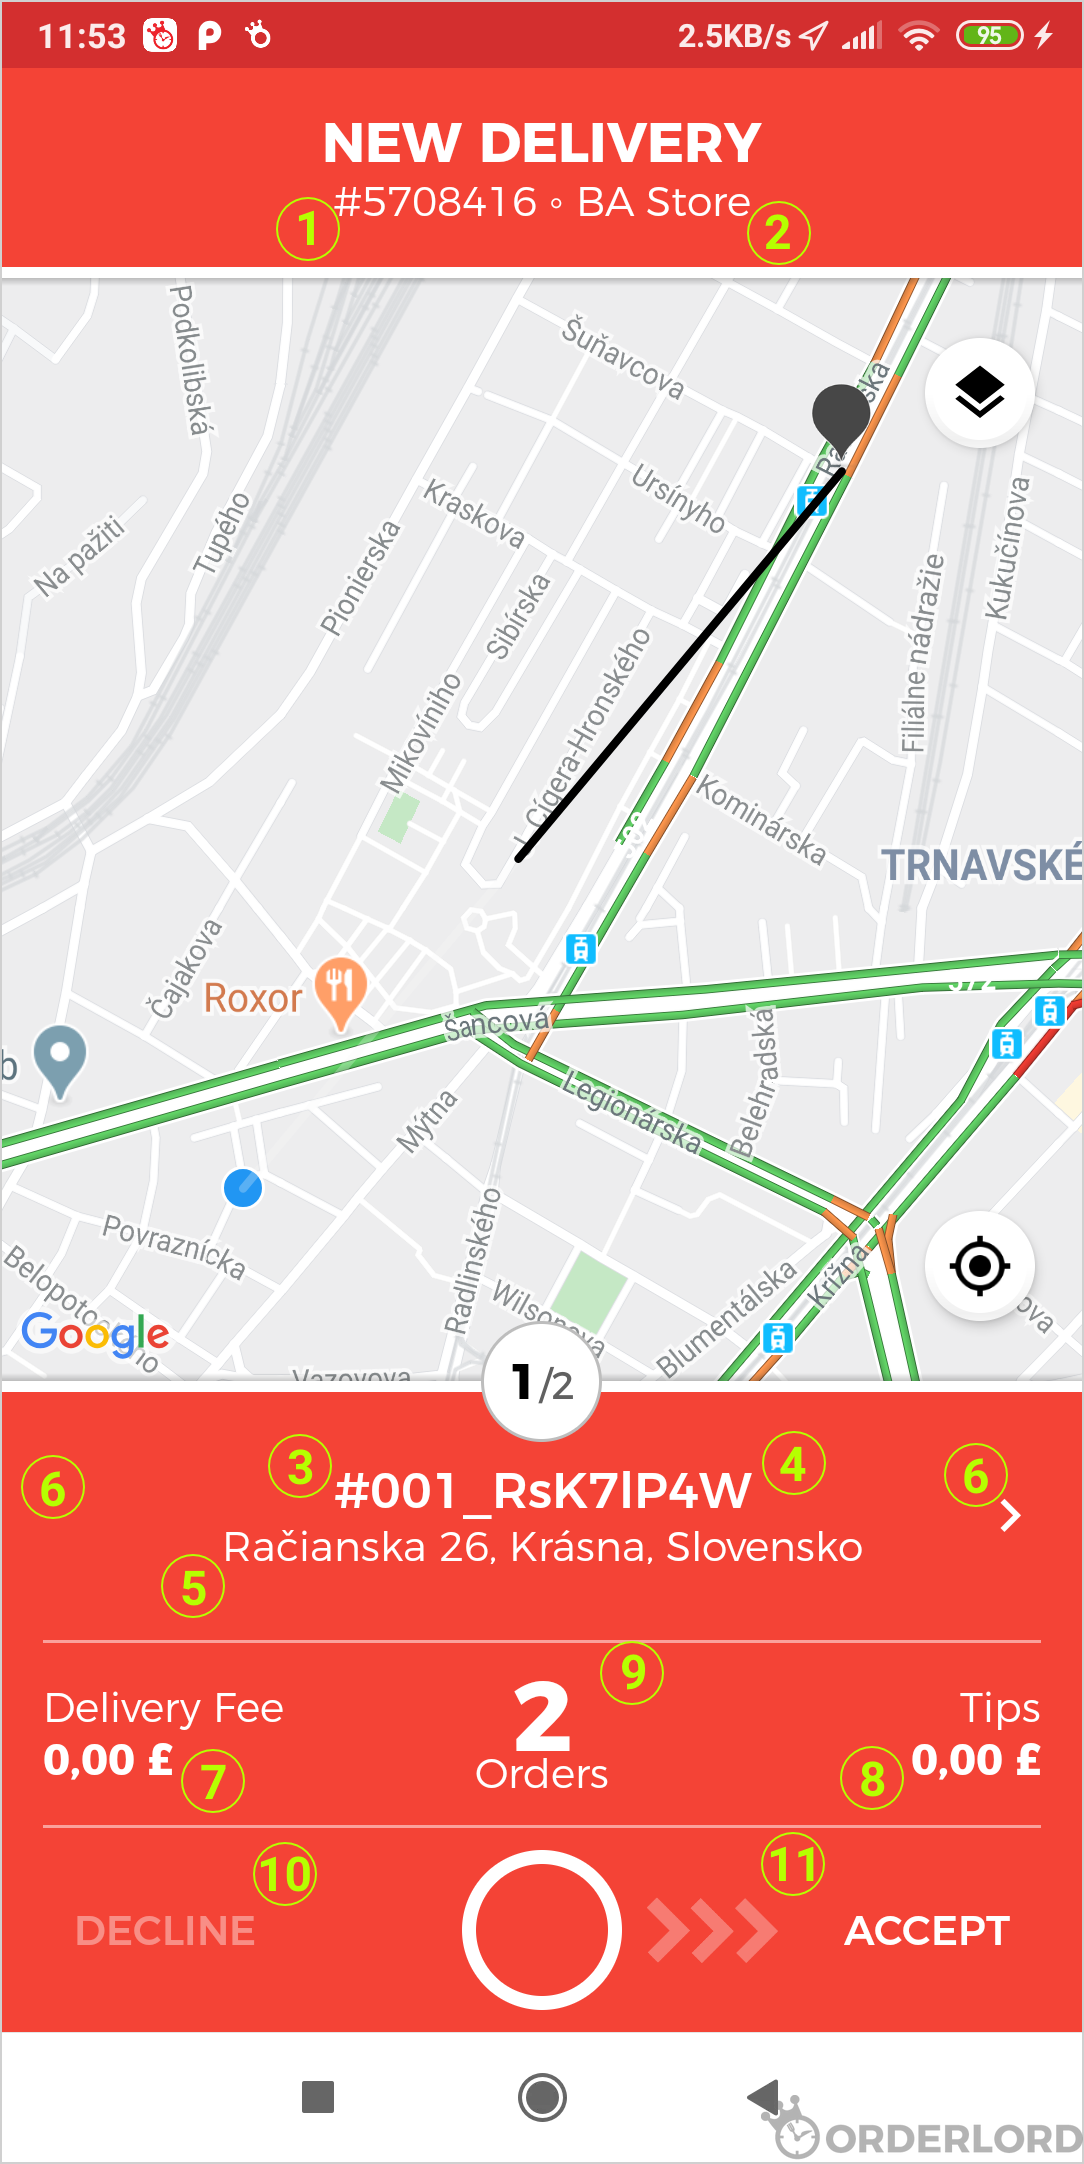 11:53
2.5KB/s
95
NEW DELIVERY
#5708416 ◦ BA Store
1
2
Podkolibská
Šuňavcova
Kraskova
Ursínyho
Na pažiti
Tupého
Pionierska
Sibírska
Kukučínova
Filiálne nádražie
Mikovíniho
J. Cígera-Hronského
Kominárska
TRNAVSKÉ
Čajakova
Roxor
Šancová
572
b
Mýtna
Legionárska
Belehradská
Povraznícka
Radlinského
Wilsonova
Blumentálska
Krížna
Google
Vazovova
1/2
3
4
6
6
#001_RsK7lP4W
Račianska 26, Krásna, Slovensko
5
9
Delivery Fee
2
Tips
0,00 £
Orders
0,00 £
7
8
10
11
DECLINE
ACCEPT
ORDERLORD